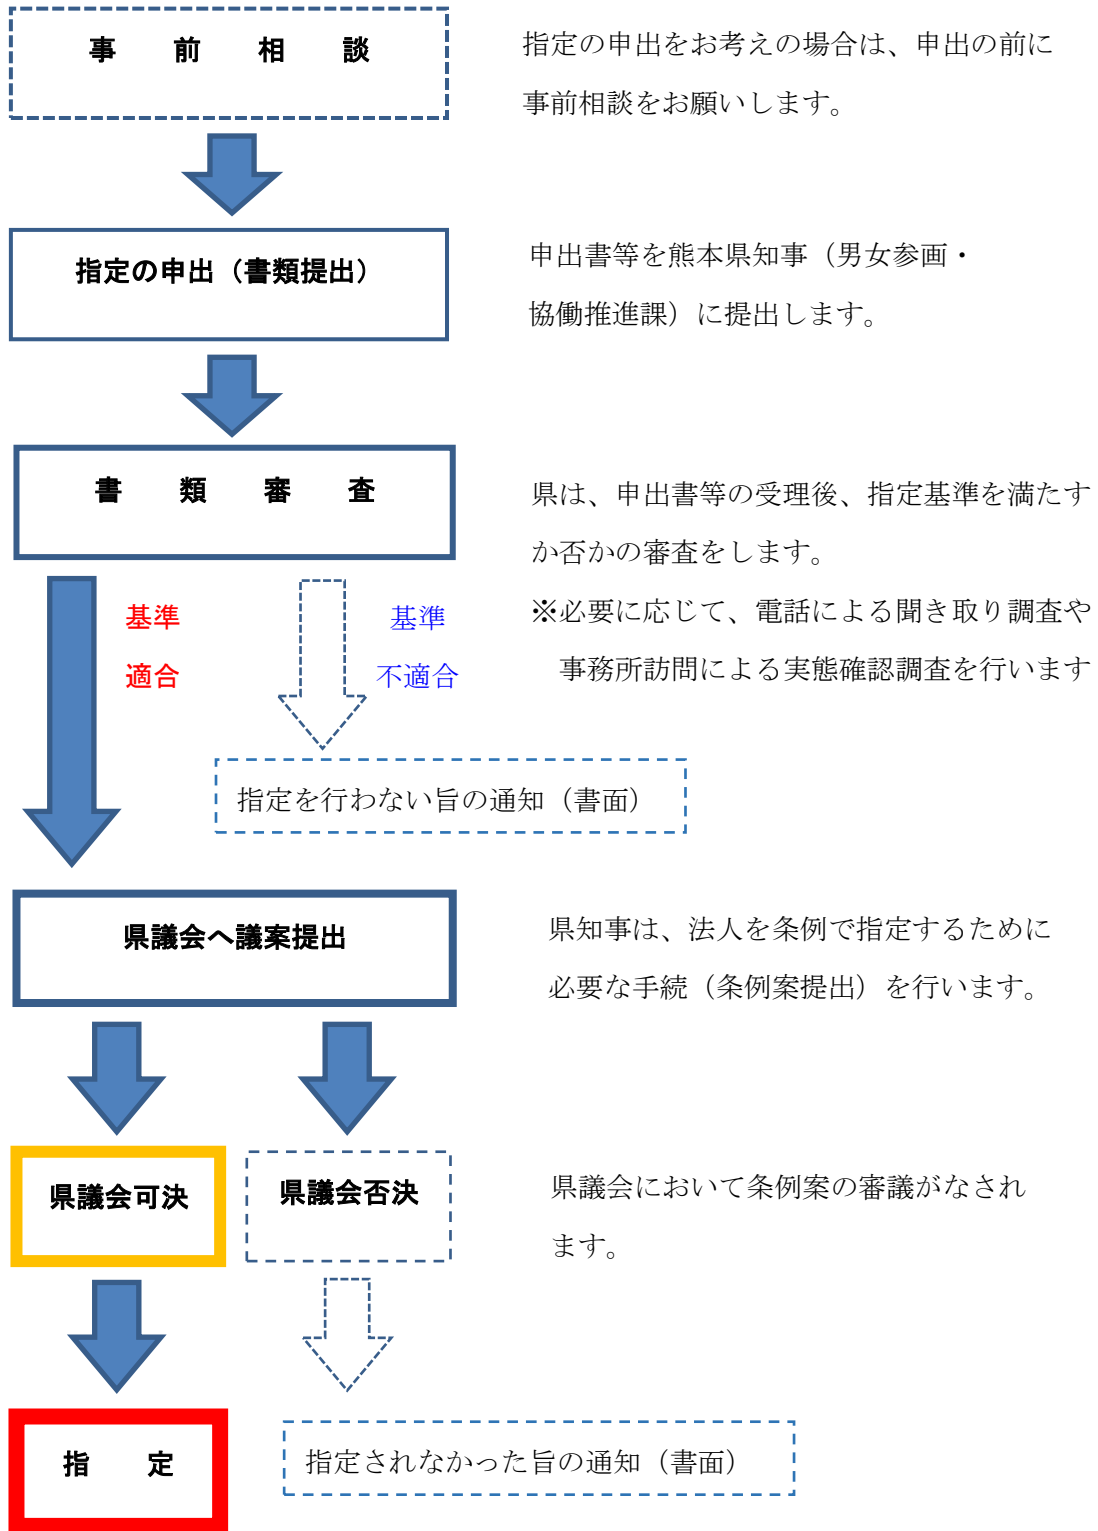 事　前　相　談
指定の申出をお考えの場合は、申出の前に
事前相談をお願いします。
指定の申出（書類提出）
申出書等を熊本県知事（男女参画・
協働推進課）に提出します。
書　類　審　査
県は、申出書等の受理後、指定基準を満たす
か否かの審査をします。
※必要に応じて、電話による聞き取り調査や
事務所訪問による実態確認調査を行います
基準
適合
基準
不適合
指定を行わない旨の通知（書面）
県議会へ議案提出
県知事は、法人を条例で指定するために
必要な手続（条例案提出）を行います。
県議会可決
県議会否決
県議会において条例案の審議がなされ
ます。
指　定
指定されなかった旨の通知（書面）